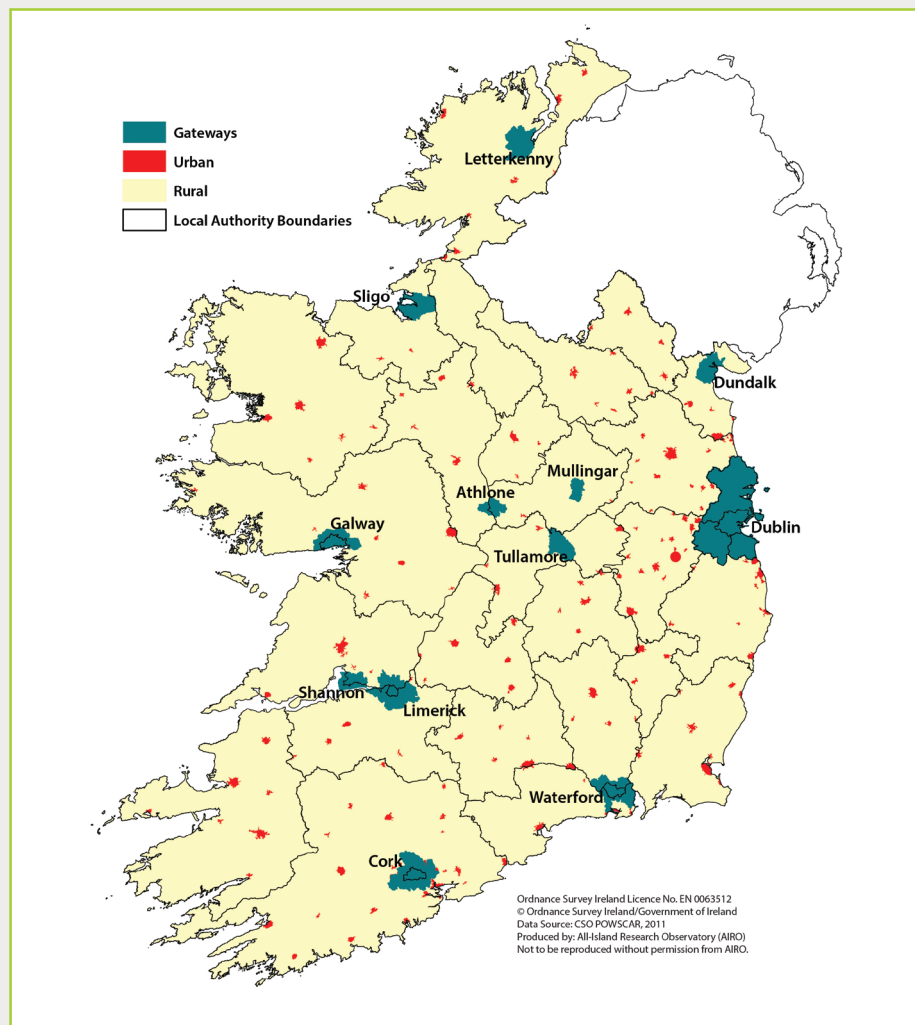 Gateways
Urban
Rural
Local Authority Boundaries
Letterkenny
Sligo
Dundalk
Mullingar
Athlone
Dublin
Galway
Tullamore
Shannon
Limerick
Waterford
Cork
Ordnance Survey Ireland Licence No. EN 0063512
© Ordnance Survey Ireland/Government of Ireland
Data Source: CSO POWSCAR, 2011
Produced by: All-Island Research Observatory (AIRO)
Not to be reproduced without permission from AIRO.